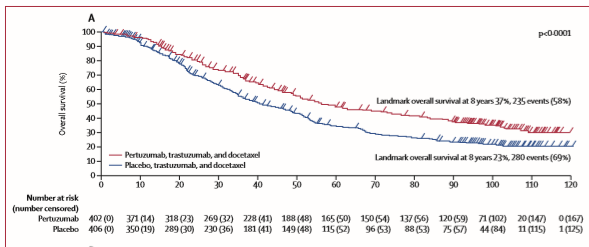 A
p<0·0001
100
90
80
70
60
50
40
30
20
10
0
Overall survival (%)
Landmark overall survival at 8 years 37%, 235 events (58%)
Pertuzumab, trastuzumab, and docetaxel
Placebo, trastuzumab, and docetaxel
Landmark overall survival at 8 years 23%, 280 events (69%)
0 10 20 30 40 50 60 70 80 90 100 110 120
Number at risk
(number censored)
Pertuzumab 402 (0) 371 (14) 318 (23) 269 (32) 228 (41) 188 (48) 165 (50) 150 (54) 137 (56) 120 (59) 71 (102) 20 (147) 0 (167)
Placebo 406 (0) 350 (19) 289 (30) 230 (36) 181 (41) 149 (48) 115 (52) 96 (53) 88 (53) 75 (57) 44 (84) 11 (115) 1 (125)